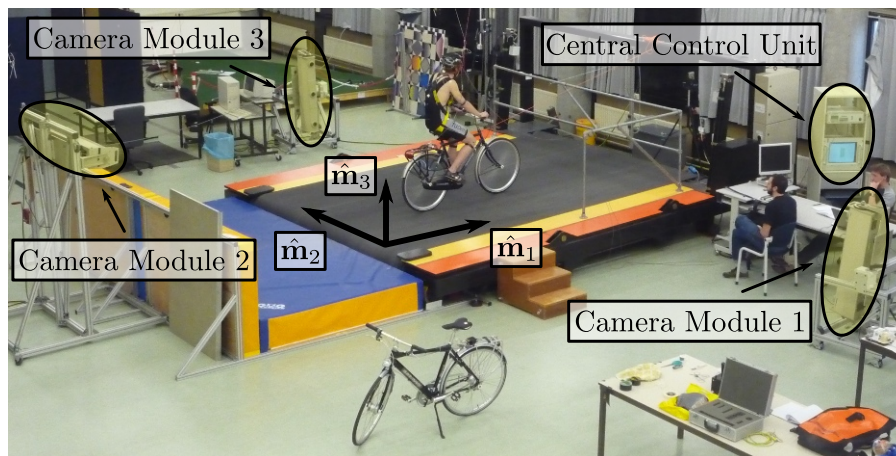 Camera Module 3
Central Control Unit
m̂₃
m̂₂
m̂₁
Camera Module 2
Camera Module 1